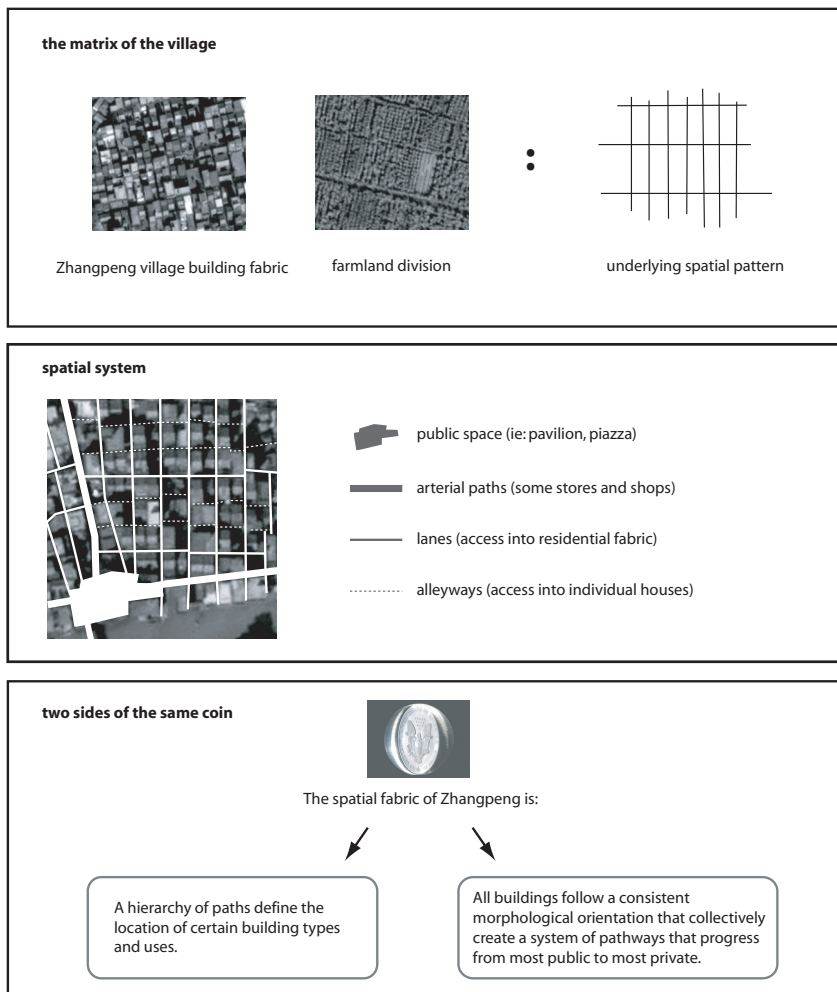 the matrix of the village
Zhangpeng village building fabric
farmland division
:
underlying spatial pattern
spatial system
public space (ie: pavilion, piazza)
arterial paths (some stores and shops)
lanes (access into residential fabric)
alleyways (access into individual houses)
two sides of the same coin
The spatial fabric of Zhangpeng is:
A hierarchy of paths define the
location of certain building types
and uses.
All buildings follow a consistent
morphological orientation that collectively
create a system of pathways that progress
from most public to most private.